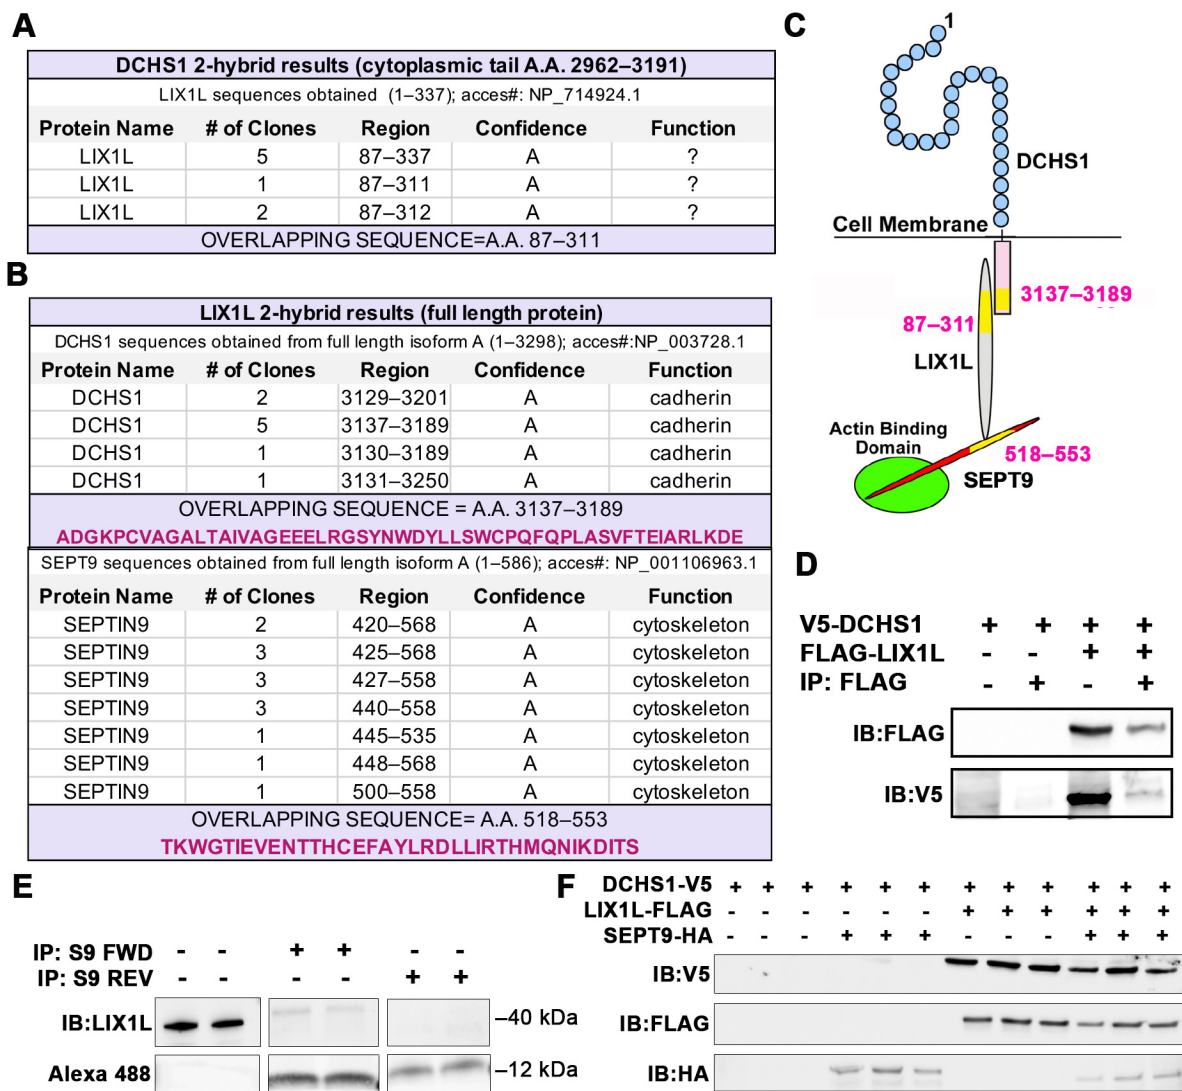 A
DCHS1 2-hybrid results (cytoplasmic tail A.A. 2962–3191)
LIX1L sequences obtained (1–337); acces#: NP_714924.1
Protein Name # of Clones Region Confidence Function
LIX1L 5 87–337 A ?
LIX1L 1 87–311 A ?
LIX1L 2 87–312 A ?
OVERLAPPING SEQUENCE=A.A. 87–311
B
LIX1L 2-hybrid results (full length protein)
DCHS1 sequences obtained from full length isoform A (1–3298); acces#:NP_003728.1
Protein Name # of Clones Region Confidence Function
DCHS1 2 3129–3201 A cadherin
DCHS1 5 3137–3189 A cadherin
DCHS1 1 3130–3189 A cadherin
DCHS1 1 3131–3250 A cadherin
OVERLAPPING SEQUENCE = A.A. 3137–3189
ADGKPCVAGALTAIVAGEEELRGSYNWDYLLSWCPQFQPLASVFTEIARLKDE
SEPT9 sequences obtained from full length isoform A (1–586); acces#: NP_001106963.1
Protein Name # of Clones Region Confidence Function
SEPTIN9 2 420–568 A cytoskeleton
SEPTIN9 3 425–568 A cytoskeleton
SEPTIN9 3 427–558 A cytoskeleton
SEPTIN9 3 440–558 A cytoskeleton
SEPTIN9 1 445–535 A cytoskeleton
SEPTIN9 1 448–568 A cytoskeleton
SEPTIN9 1 500–558 A cytoskeleton
OVERLAPPING SEQUENCE= A.A. 518–553
TKWGTIEVENTTHCEFAYLRDLLIRTHMQNIKDITS
C
1
DCHS1
Cell Membrane
3137–3189
87–311
LIX1L
Actin Binding
Domain
518–553
SEPT9
D
V5-DCHS1 + + + +
FLAG-LIX1L - - + +
IP: FLAG - + - +
IB:FLAG
IB:V5
E
IP: S9 FWD - - + + - -
IP: S9 REV - - - - + +
IB:LIX1L –40 kDa
Alexa 488 –12 kDa
F
DCHS1-V5 + + + + + + + + + + + +
LIX1L-FLAG - - - - - - + + + + + +
SEPT9-HA - - - + + + - - - + + +
IB:V5
IB:FLAG
IB:HA